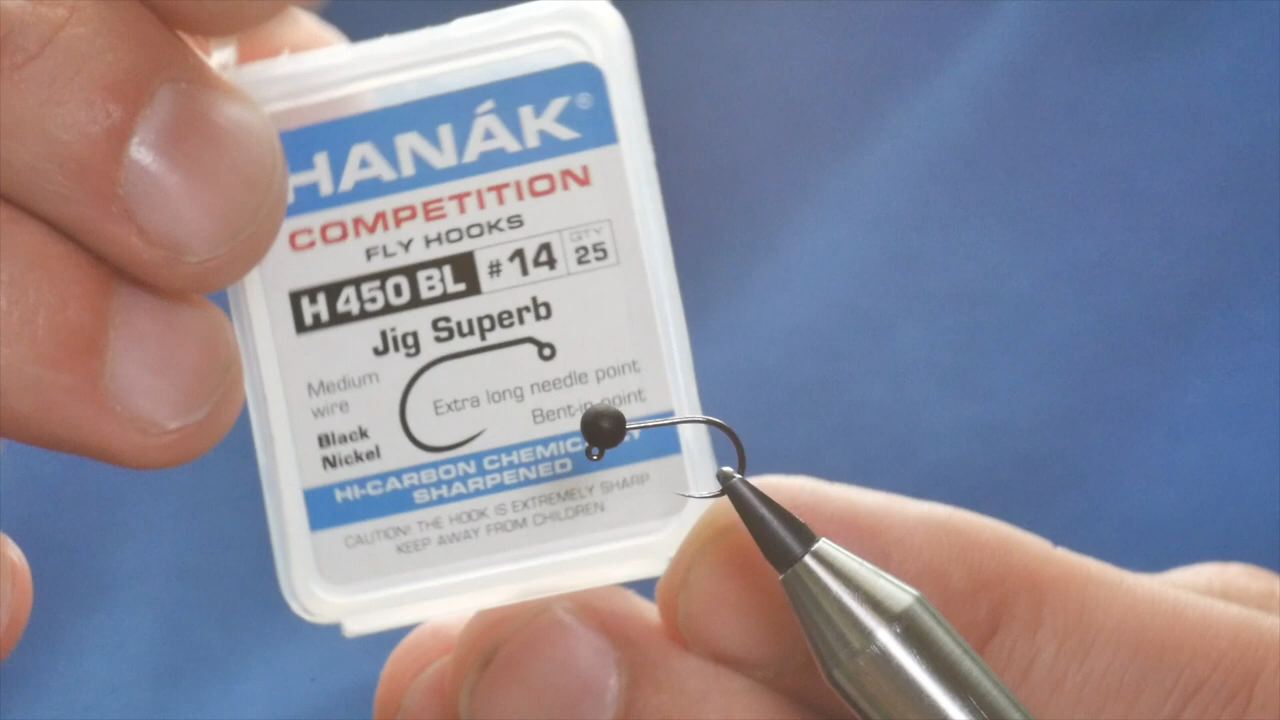 HANÁK®
COMPETITION
FLY HOOKS
H 450 BL #14 QTY 25
Jig Superb
Medium wire
Extra long needle point
Bent-in point
Black Nickel
HI-CARBON CHEMICALLY
SHARPENED
CAUTION! THE HOOK IS EXTREMELY SHARP
KEEP AWAY FROM CHILDREN